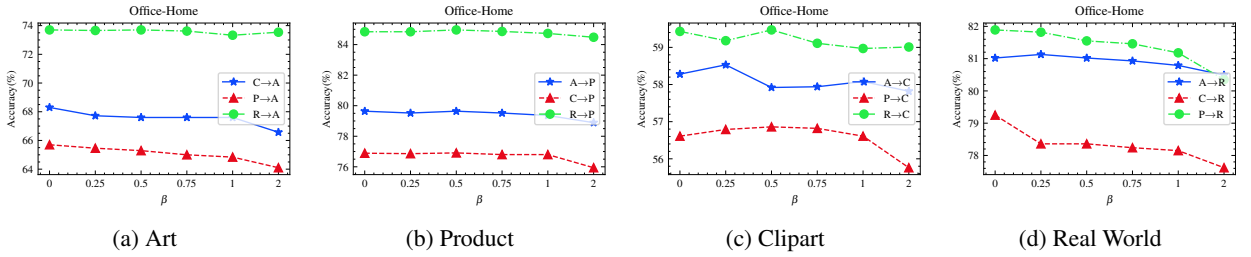 Office-Home
74
72
70
68
66
64
Accuracy(%)
C→A
P→A
R→A
0 0.25 0.5 0.75 1 2
β
(a) Art
Office-Home
84
82
80
78
76
Accuracy(%)
A→P
C→P
R→P
0 0.25 0.5 0.75 1 2
β
(b) Product
Office-Home
59
58
57
56
Accuracy(%)
A→C
P→C
R→C
0 0.25 0.5 0.75 1 2
β
(c) Clipart
Office-Home
82
81
80
79
78
Accuracy(%)
A→R
C→R
P→R
0 0.25 0.5 0.75 1 2
β
(d) Real World